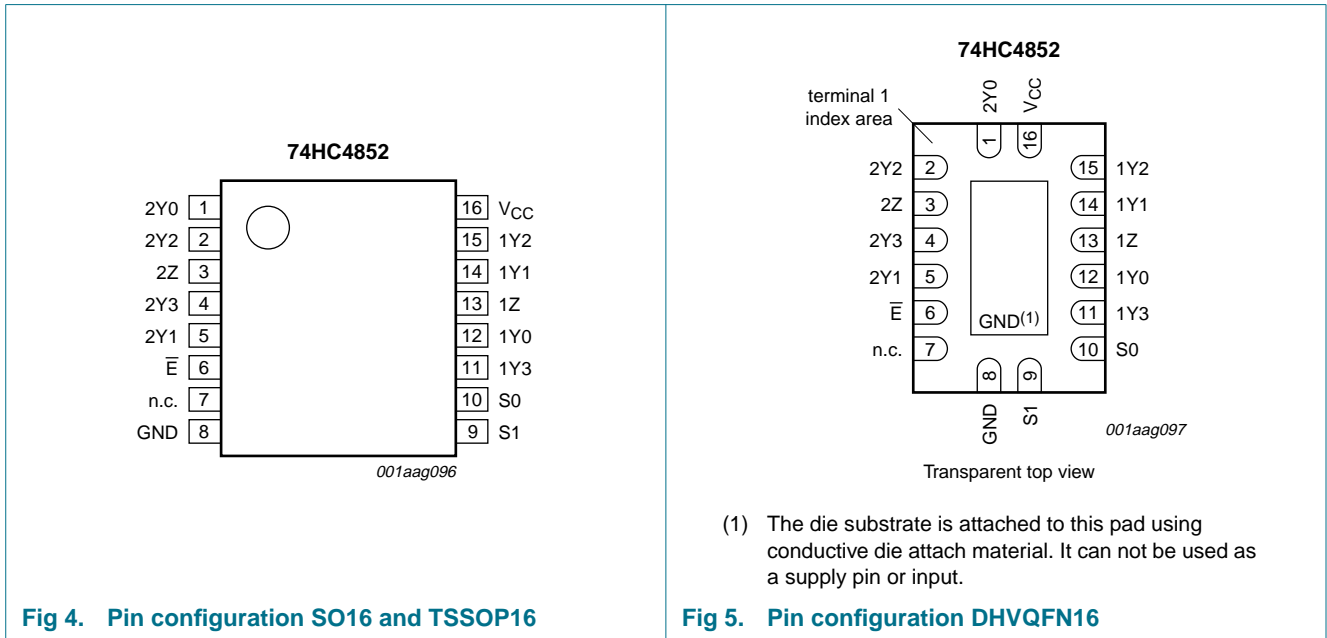 74HC4852
2Y0 1
2Y2 2
2Z 3
2Y3 4
2Y1 5
E̅ 6
n.c. 7
GND 8
16 VCC
15 1Y2
14 1Y1
13 1Z
12 1Y0
11 1Y3
10 S0
9 S1
001aag096
Fig 4. Pin configuration SO16 and TSSOP16
74HC4852
terminal 1
index area
2Y0 1
VCC 16
2Y2 2
2Z 3
2Y3 4
2Y1 5
E̅ 6
n.c. 7
15 1Y2
14 1Y1
13 1Z
12 1Y0
11 1Y3
10 S0
GND(1)
8 GND
9 S1
001aag097
Transparent top view
(1) The die substrate is attached to this pad using
conductive die attach material. It can not be used as
a supply pin or input.
Fig 5. Pin configuration DHVQFN16